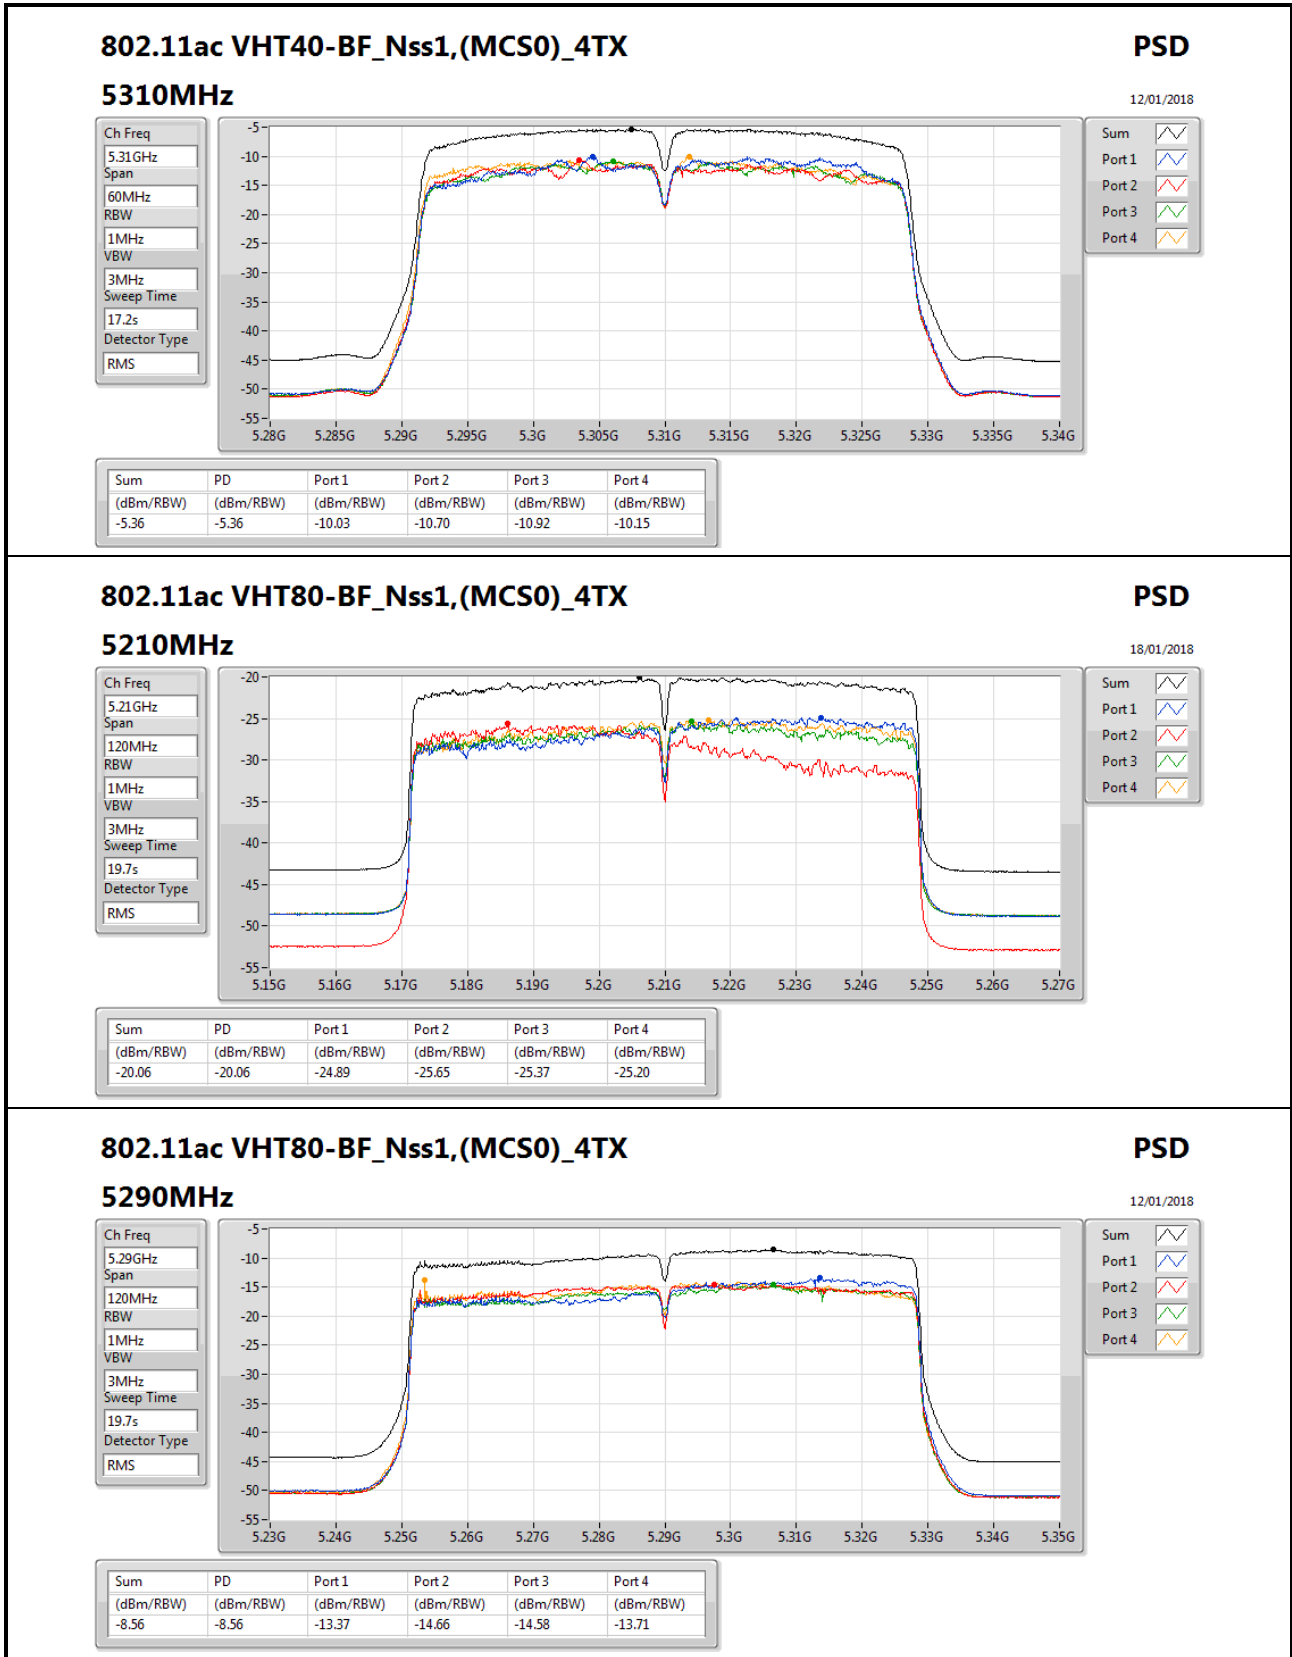 802.11ac VHT40-BF_Nss1,(MCS0)_4TX PSD
5310MHz 12/01/2018
Ch Freq
5.31GHz
Span
60MHz
RBW
1MHz
VBW
3MHz
Sweep Time
17.2s
Detector Type
RMS
-5
-10
-15
-20
-25
-30
-35
-40
-45
-50
-55
5.28G 5.285G 5.29G 5.295G 5.3G 5.305G 5.31G 5.315G 5.32G 5.325G 5.33G 5.335G 5.34G
Sum
Port 1
Port 2
Port 3
Port 4
Sum PD Port 1 Port 2 Port 3 Port 4
(dBm/RBW) (dBm/RBW) (dBm/RBW) (dBm/RBW) (dBm/RBW) (dBm/RBW)
-5.36 -5.36 -10.03 -10.70 -10.92 -10.15
802.11ac VHT80-BF_Nss1,(MCS0)_4TX PSD
5210MHz 18/01/2018
Ch Freq
5.21GHz
Span
120MHz
RBW
1MHz
VBW
3MHz
Sweep Time
19.7s
Detector Type
RMS
-20
-25
-30
-35
-40
-45
-50
-55
5.15G 5.16G 5.17G 5.18G 5.19G 5.2G 5.21G 5.22G 5.23G 5.24G 5.25G 5.26G 5.27G
Sum
Port 1
Port 2
Port 3
Port 4
Sum PD Port 1 Port 2 Port 3 Port 4
(dBm/RBW) (dBm/RBW) (dBm/RBW) (dBm/RBW) (dBm/RBW) (dBm/RBW)
-20.06 -20.06 -24.89 -25.65 -25.37 -25.20
802.11ac VHT80-BF_Nss1,(MCS0)_4TX PSD
5290MHz 12/01/2018
Ch Freq
5.29GHz
Span
120MHz
RBW
1MHz
VBW
3MHz
Sweep Time
19.7s
Detector Type
RMS
-5
-10
-15
-20
-25
-30
-35
-40
-45
-50
-55
5.23G 5.24G 5.25G 5.26G 5.27G 5.28G 5.29G 5.3G 5.31G 5.32G 5.33G 5.34G 5.35G
Sum
Port 1
Port 2
Port 3
Port 4
Sum PD Port 1 Port 2 Port 3 Port 4
(dBm/RBW) (dBm/RBW) (dBm/RBW) (dBm/RBW) (dBm/RBW) (dBm/RBW)
-8.56 -8.56 -13.37 -14.66 -14.58 -13.71